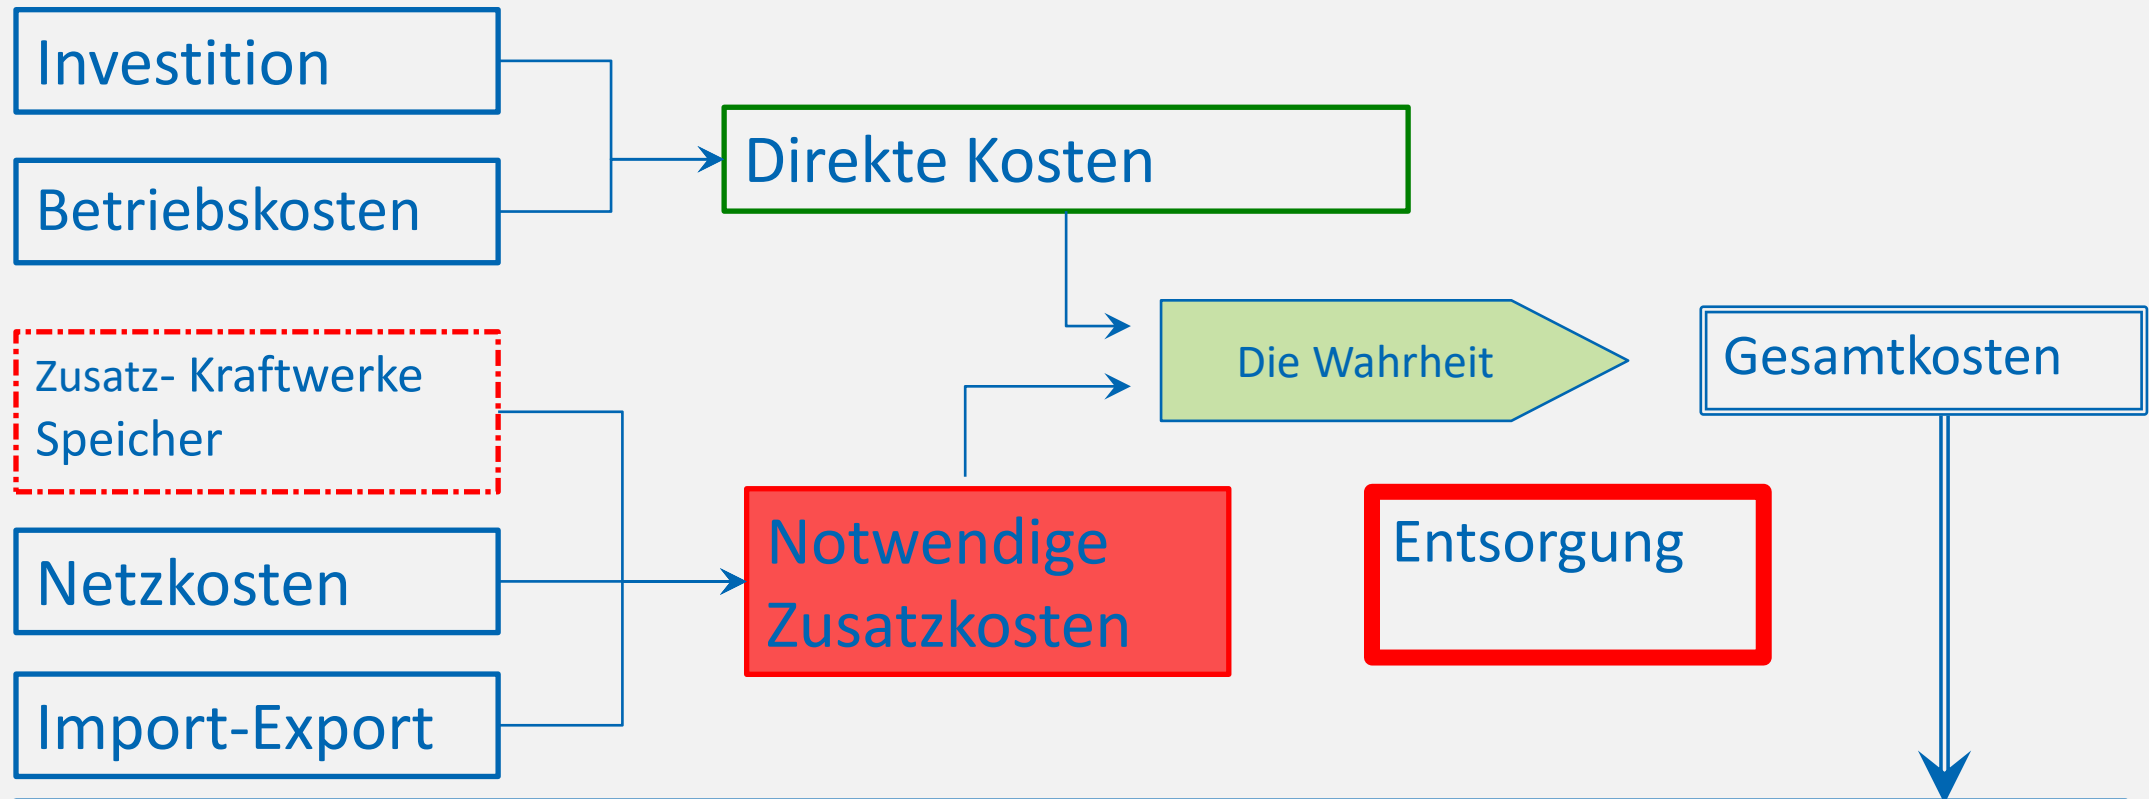 Investition
Betriebskosten
Direkte Kosten
Zusatz- Kraftwerke
Speicher
Die Wahrheit
Gesamtkosten
Netzkosten
Import-Export
Notwendige
Zusatzkosten
Entsorgung